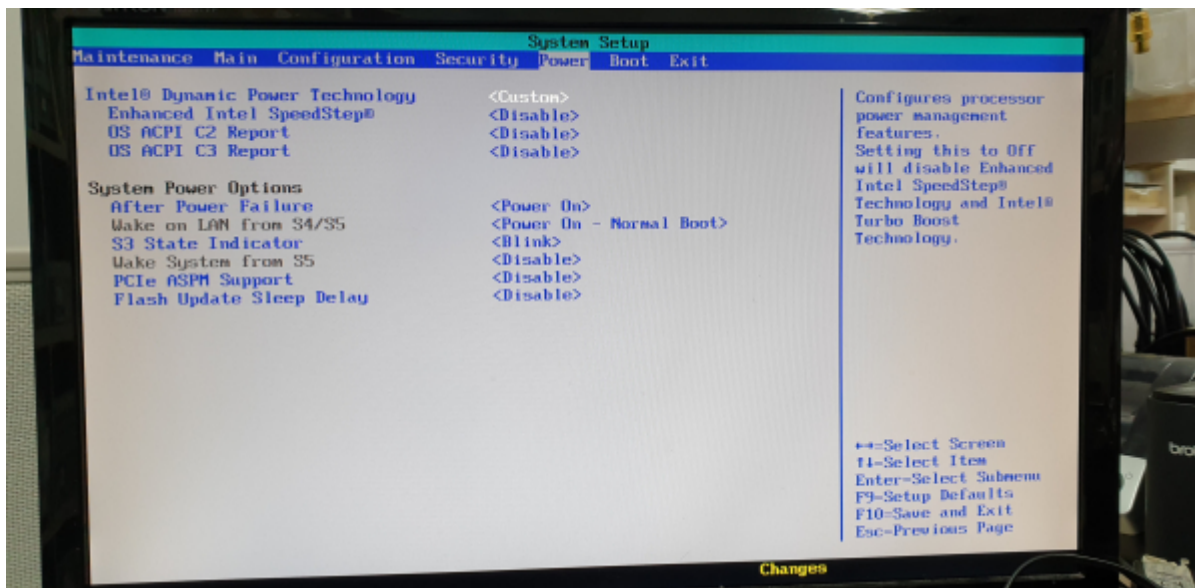 System Setup
Maintenance Main Configuration Security Power Boot Exit
Intel® Dynamic Power Technology <Custom>
Enhanced Intel SpeedStep® <Disable>
OS ACPI C2 Report <Disable>
OS ACPI C3 Report <Disable>
System Power Options
After Power Failure <Power On>
Wake on LAN from S4/S5 <Power On - Normal Boot>
S3 State Indicator <Blink>
Wake System from S5 <Disable>
PCIe ASPM Support <Disable>
Flash Update Sleep Delay <Disable>
Configures processor
power management
features.
Setting this to Off
will disable Enhanced
Intel SpeedStep®
Technology and Intel®
Turbo Boost
Technology.
←→=Select Screen
↑↓=Select Item
Enter=Select Submenu
F9=Setup Defaults
F10=Save and Exit
Esc=Previous Page
Changes